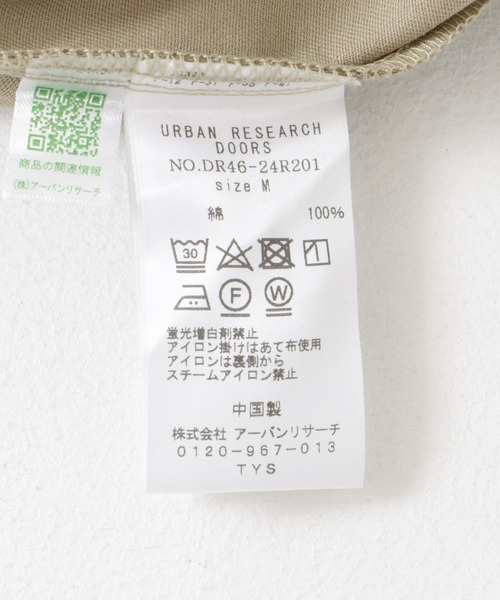 商品の関連情報
(株)アーバンリサーチ
URBAN RESEARCH
DOORS
NO.DR46-24R201
size M
綿 100%
30
F W
蛍光増白剤禁止
アイロン掛けはあて布使用
アイロンは裏側から
スチームアイロン禁止
中国製
株式会社 アーバンリサーチ
0120-967-013
TYS